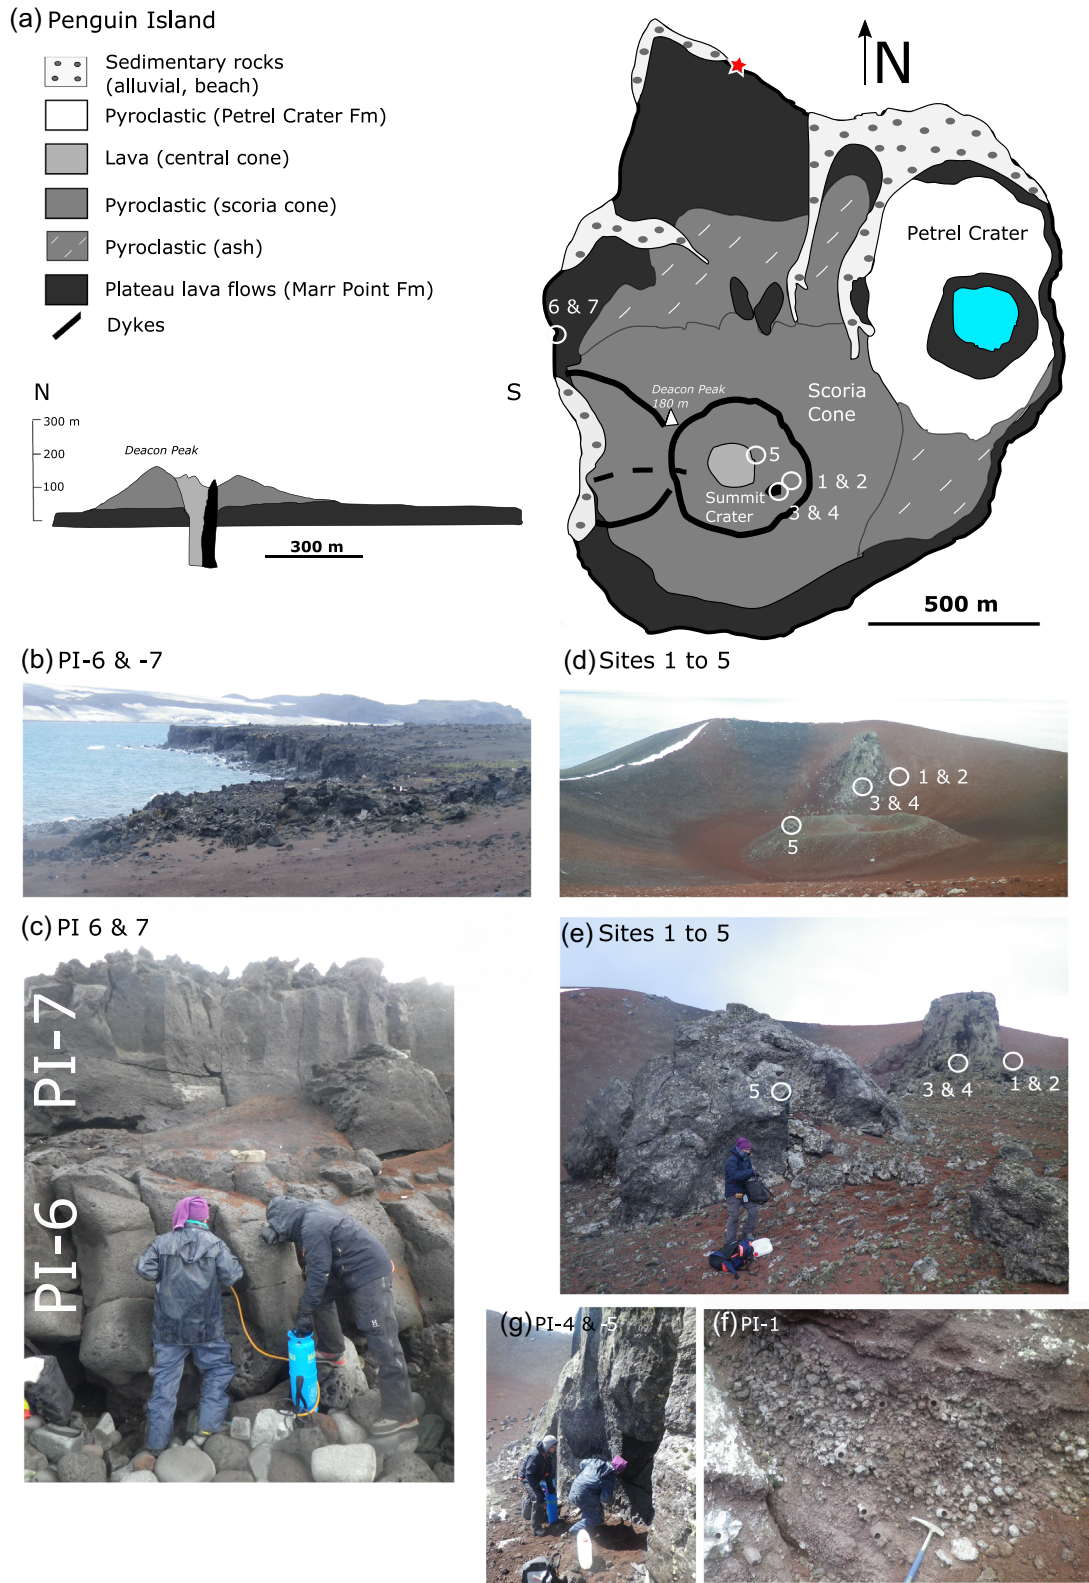 (a) Penguin Island
Sedimentary rocks
(alluvial, beach)
Pyroclastic (Petrel Crater Fm)
Lava (central cone)
Pyroclastic (scoria cone)
Pyroclastic (ash)
Plateau lava flows (Marr Point Fm)
Dykes
N
Petrel Crater
6 & 7
Deacon Peak
180 m
Scoria
Cone
5
1 & 2
Summit
Crater
3 & 4
500 m
N
S
300 m
200
100
Deacon Peak
300 m
(b) PI-6 & -7
(d) Sites 1 to 5
1 & 2
3 & 4
5
(c) PI 6 & 7
PI-7
PI-6
(e) Sites 1 to 5
5
3 & 4
1 & 2
(g) PI-4 & -5
(f) PI-1